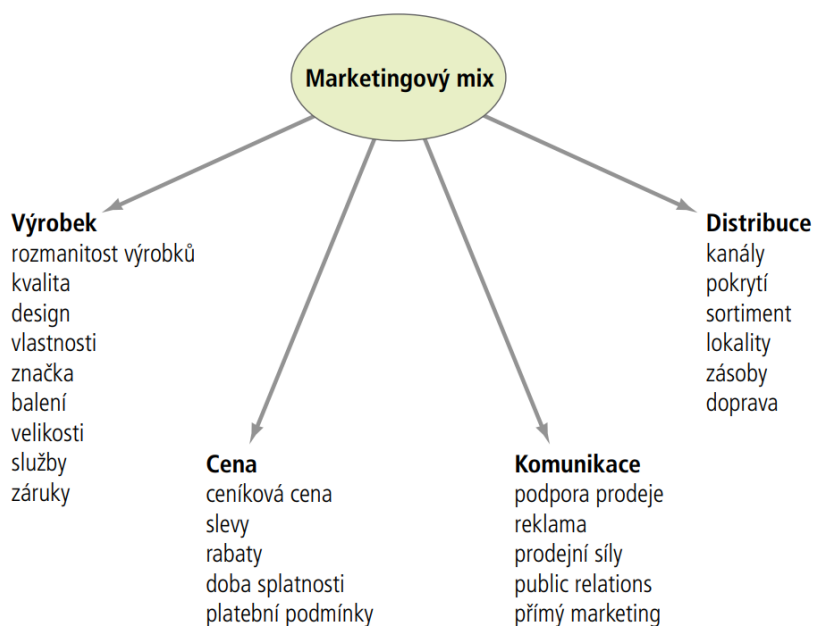 Marketingový mix
Výrobek
rozmanitost výrobků
kvalita
design
vlastnosti
značka
balení
velikosti
služby
záruky
Cena
ceníková cena
slevy
rabaty
doba splatnosti
platební podmínky
Komunikace
podpora prodeje
reklama
prodejní síly
public relations
přímý marketing
Distribuce
kanály
pokrytí
sortiment
lokality
zásoby
doprava